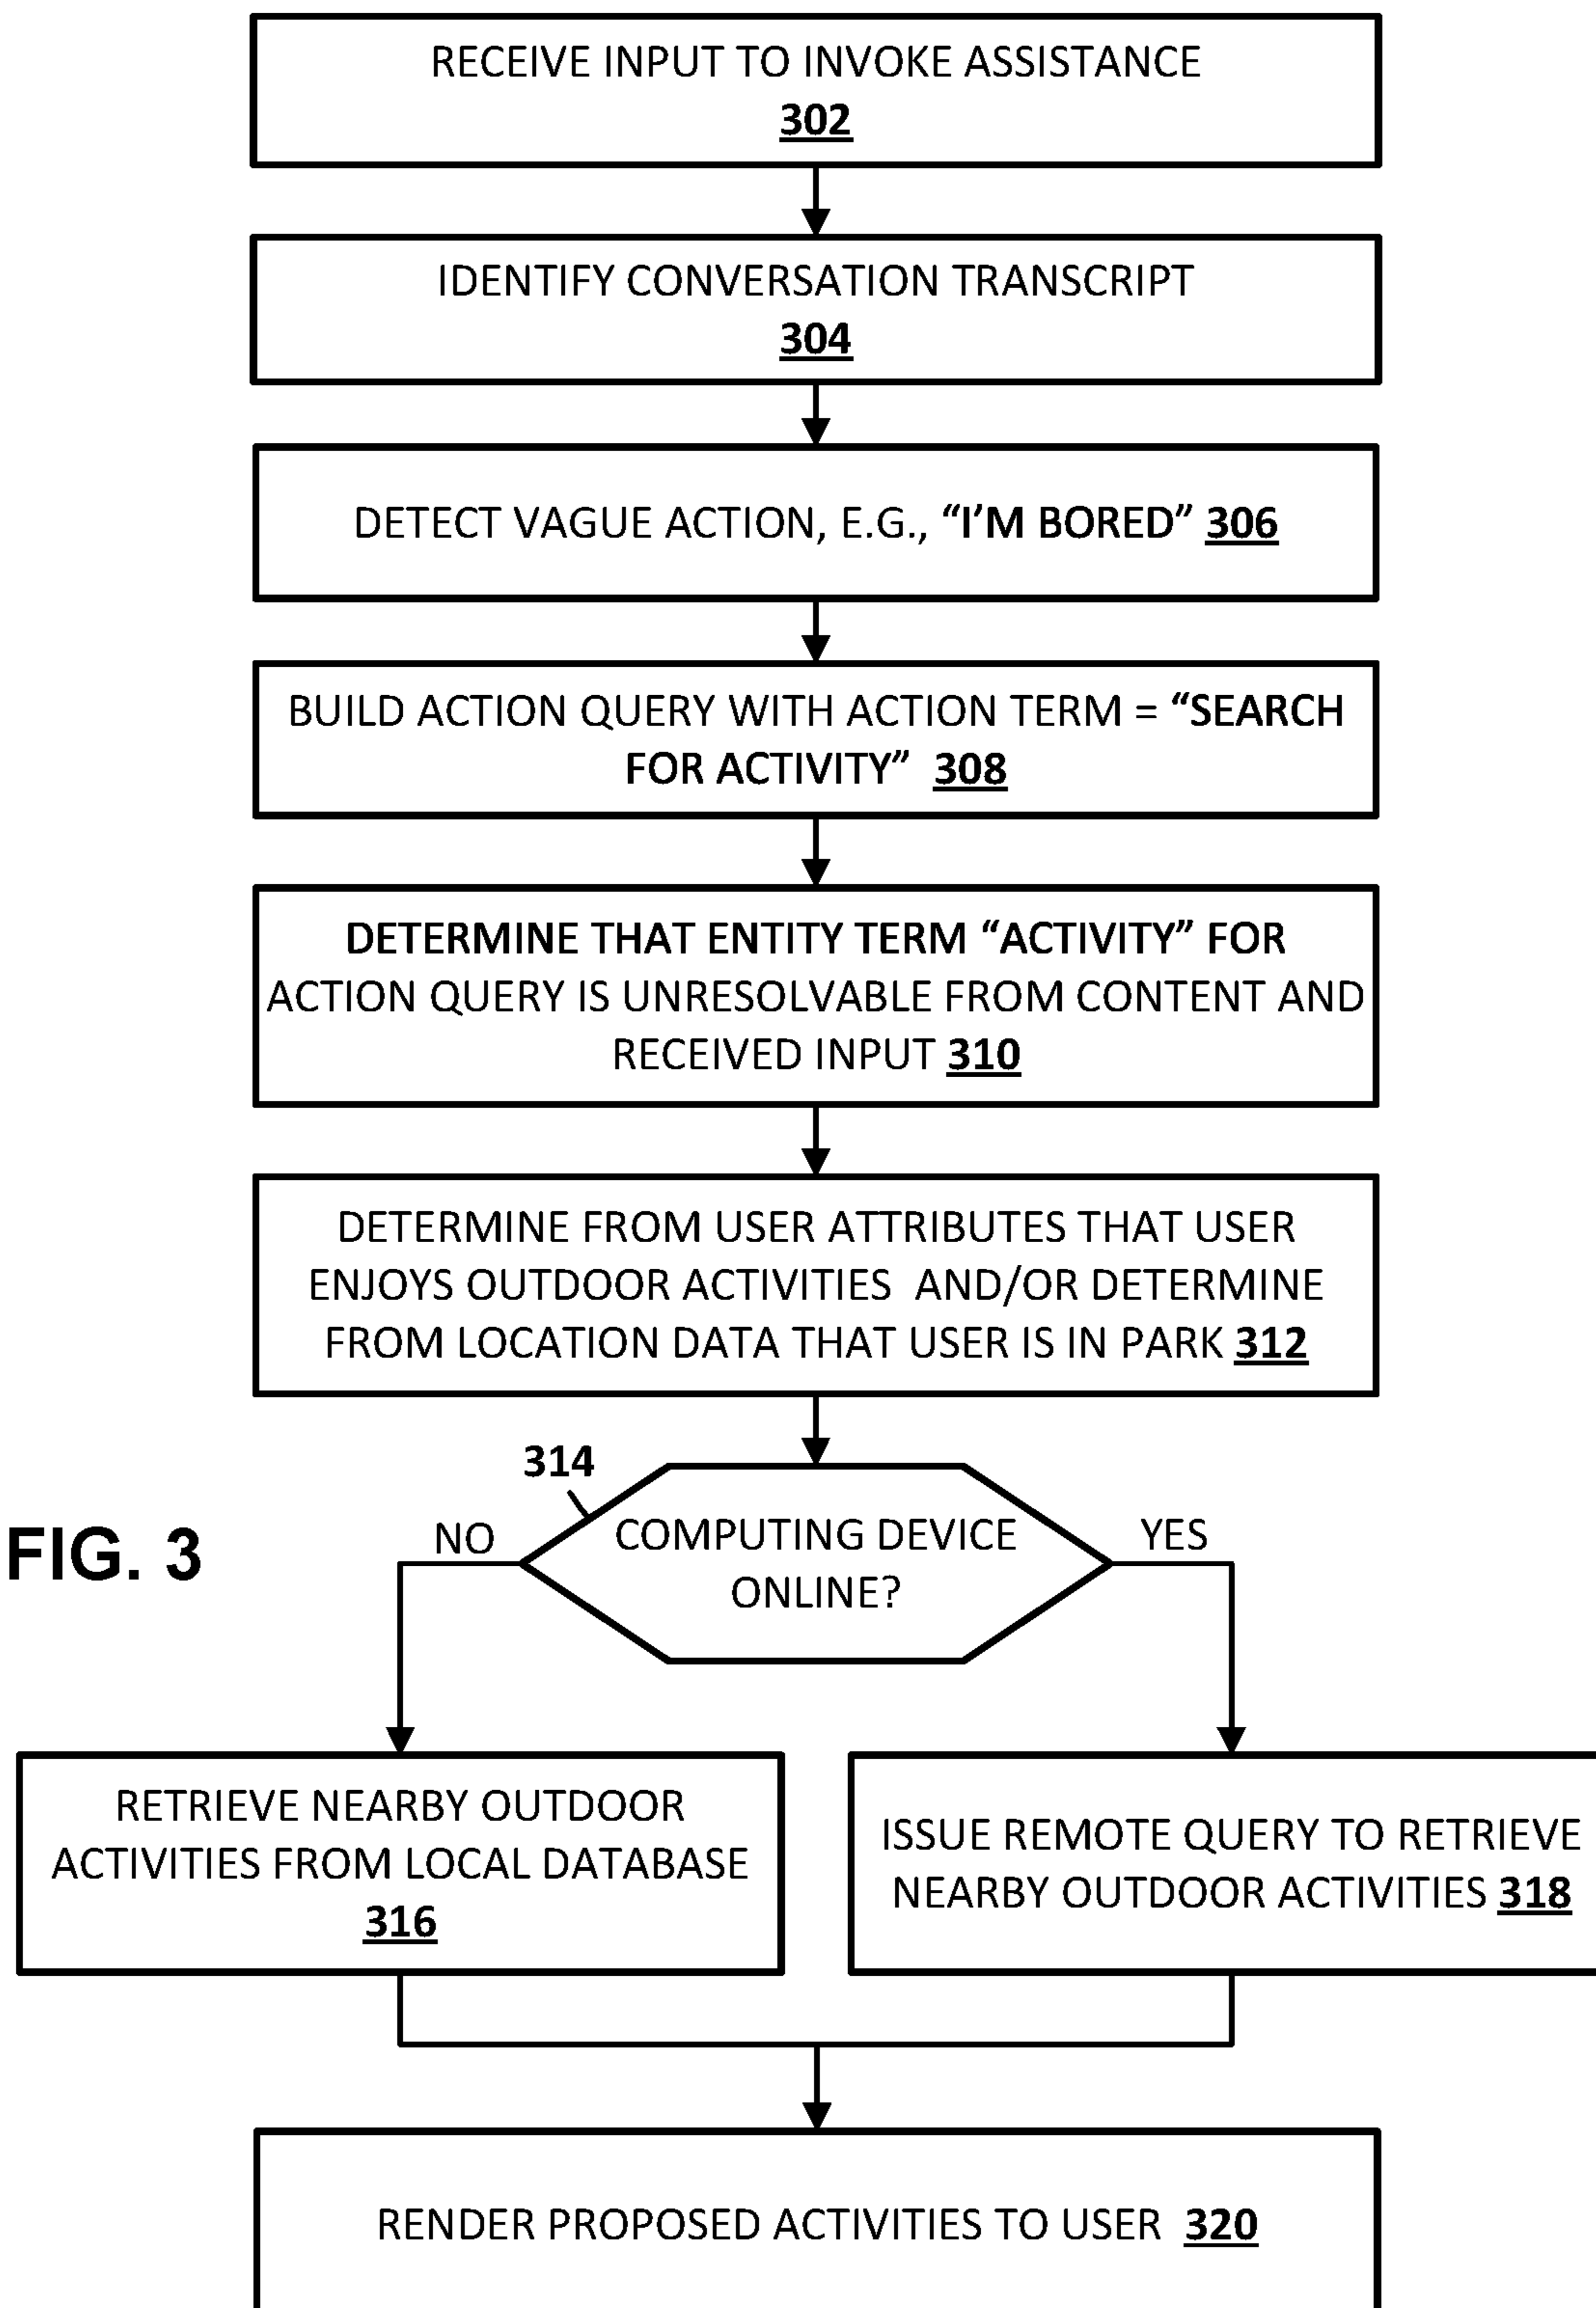 RECEIVE INPUT TO INVOKE ASSISTANCE
302
IDENTIFY CONVERSATION TRANSCRIPT
304
DETECT VAGUE ACTION, E.G., “I’M BORED” 306
BUILD ACTION QUERY WITH ACTION TERM = “SEARCH
FOR ACTIVITY” 308
DETERMINE THAT ENTITY TERM “ACTIVITY” FOR
ACTION QUERY IS UNRESOLVABLE FROM CONTENT AND
RECEIVED INPUT 310
DETERMINE FROM USER ATTRIBUTES THAT USER
ENJOYS OUTDOOR ACTIVITIES AND/OR DETERMINE
FROM LOCATION DATA THAT USER IS IN PARK 312
314
COMPUTING DEVICE
ONLINE?
NO
YES
FIG. 3
RETRIEVE NEARBY OUTDOOR
ACTIVITIES FROM LOCAL DATABASE
316
ISSUE REMOTE QUERY TO RETRIEVE
NEARBY OUTDOOR ACTIVITIES 318
RENDER PROPOSED ACTIVITIES TO USER 320